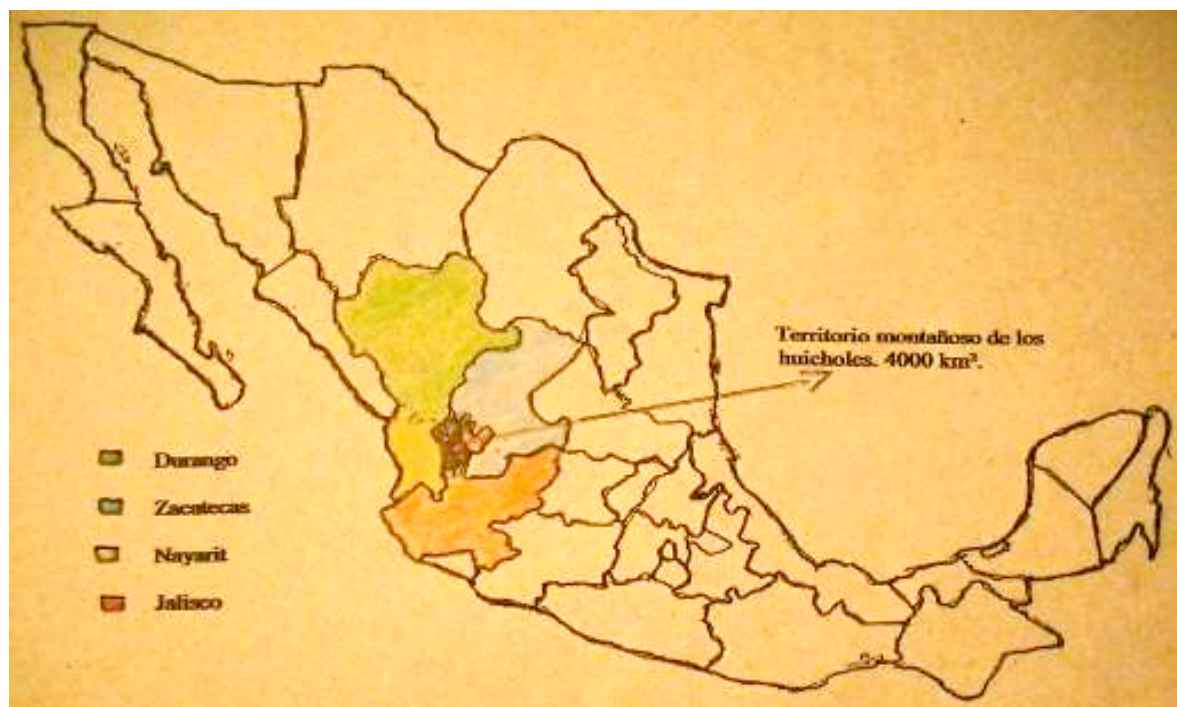 Territorio montañoso de los
huicholes. 4000 km².
Durango
Zacatecas
Nayarit
Jalisco